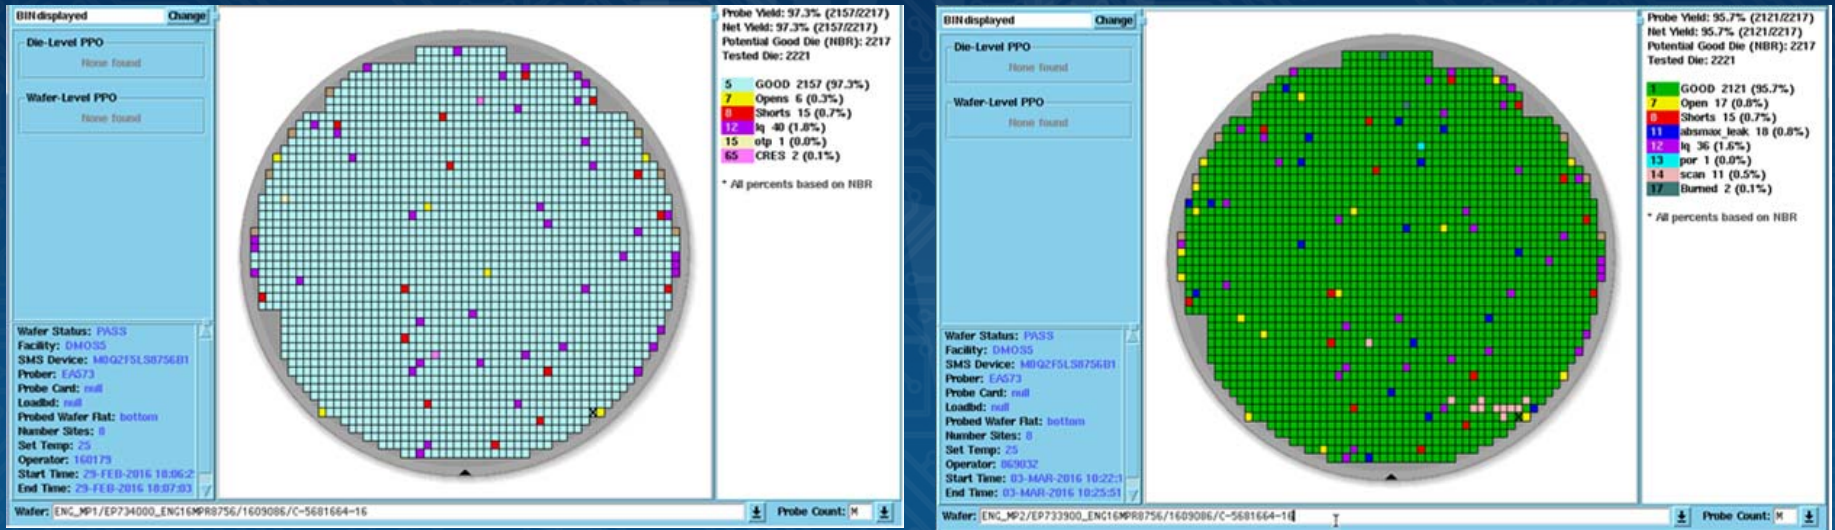 BIN displayed
Change
Die-Level PPO
None found
Wafer-Level PPO
None found
Wafer Status: PASS
Facility: DMOS5
SMS Device: M0Q2F5LS8756B1
Prober: EA573
Probe Card: null
Loadbd: null
Probed Wafer Flat: bottom
Number Sites: 8
Set Temp: 25
Operator: 160179
Start Time: 29-FEB-2016 18:06:2
End Time: 29-FEB-2016 18:07:03
X
Probe Yield: 97.3% (2157/2217)
Net Yield: 97.3% (2157/2217)
Potential Good Die (NBR): 2217
Tested Die: 2221
5 GOOD 2157 (97.3%)
7 Opens 6 (0.3%)
8 Shorts 15 (0.7%)
12 Iq 40 (1.8%)
15 otp 1 (0.0%)
65 CRES 2 (0.1%)
* All percents based on NBR
Wafer: ENG_MP1/EP734000_ENG16MPR8756/1609086/C-5681664-16
Probe Count: M
BIN displayed
Change
Die-Level PPO
None found
Wafer-Level PPO
None found
Wafer Status: PASS
Facility: DMOS5
SMS Device: M0Q2F5LS8756B1
Prober: EA573
Probe Card: null
Loadbd: null
Probed Wafer Flat: bottom
Number Sites: 8
Set Temp: 25
Operator: 069032
Start Time: 03-MAR-2016 10:22:1
End Time: 03-MAR-2016 10:25:51
X
Probe Yield: 95.7% (2121/2217)
Net Yield: 95.7% (2121/2217)
Potential Good Die (NBR): 2217
Tested Die: 2221
1 GOOD 2121 (95.7%)
7 Open 17 (0.8%)
8 Shorts 15 (0.7%)
11 absmax_leak 18 (0.8%)
12 Iq 36 (1.6%)
13 por 1 (0.0%)
14 scan 11 (0.5%)
17 Burned 2 (0.1%)
* All percents based on NBR
Wafer: ENG_MP2/EP733900_ENG16MPR8756/1609086/C-5681664-16
Probe Count: M